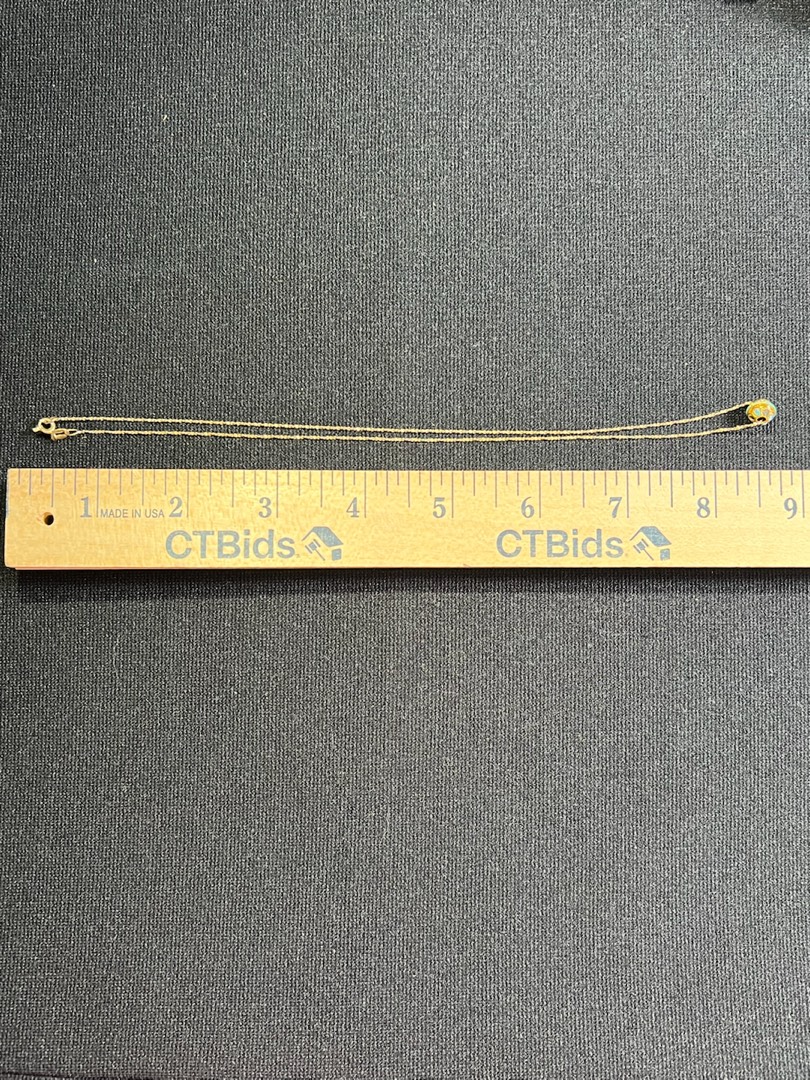 1 MADE IN USA 2 3 4 5 6 7 8 9
CTBids CTBids